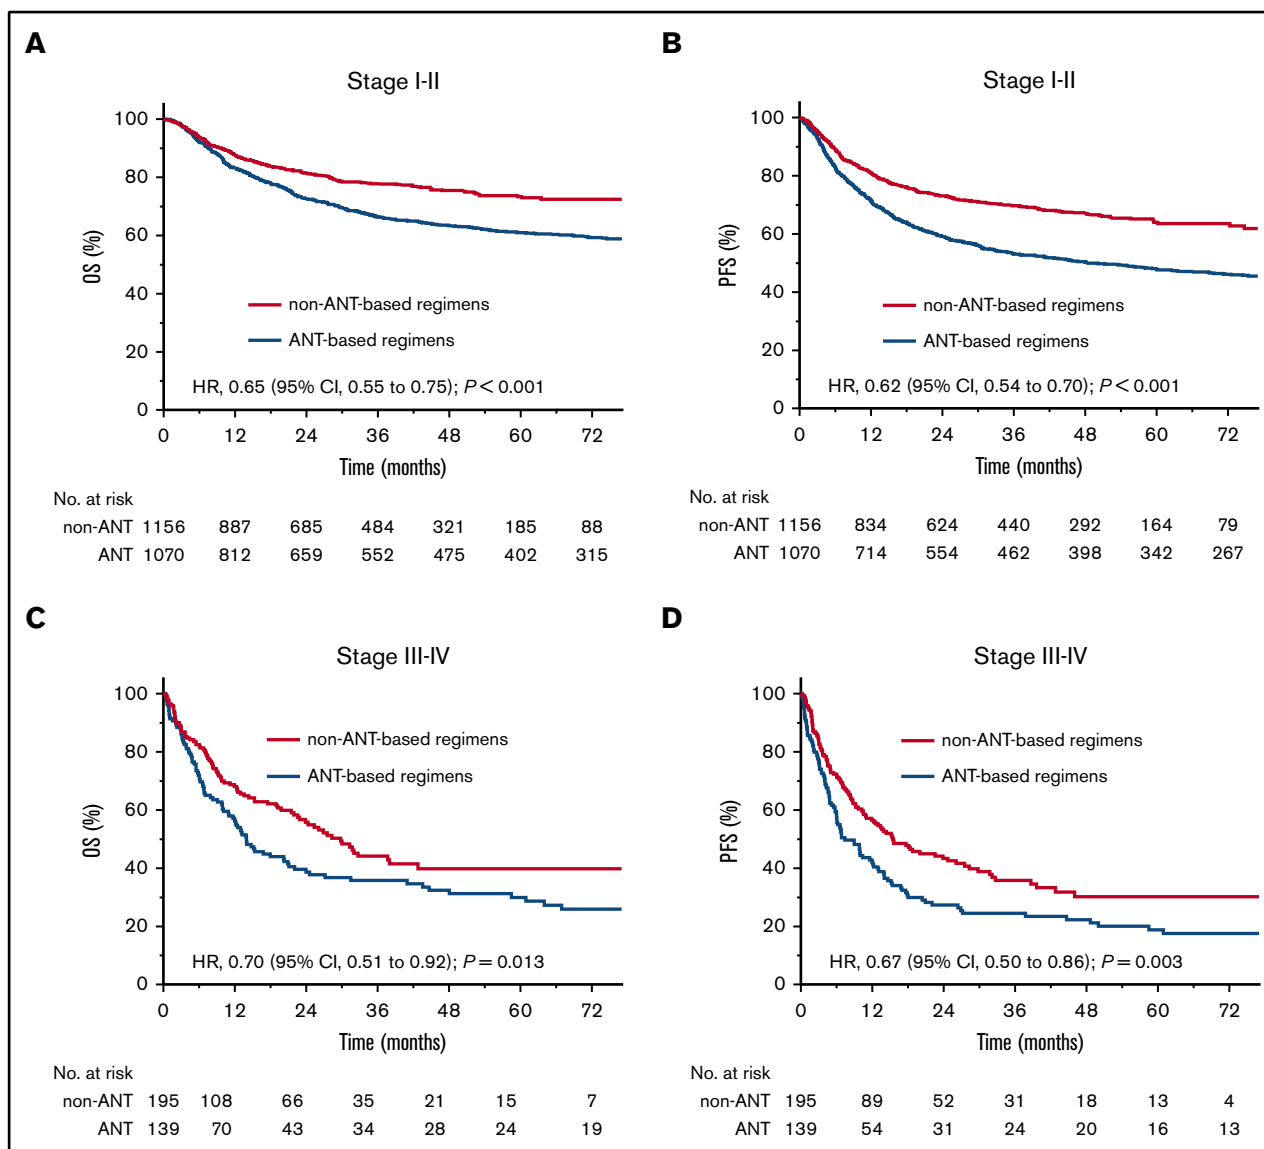 A
Stage I-II
100
80
60
40
20
0
OS (%)
non-ANT-based regimens
ANT-based regimens
HR, 0.65 (95% CI, 0.55 to 0.75); P < 0.001
0 12 24 36 48 60 72
Time (months)
No. at risk
non-ANT 1156 887 685 484 321 185 88
ANT 1070 812 659 552 475 402 315
B
Stage I-II
100
80
60
40
20
0
PFS (%)
non-ANT-based regimens
ANT-based regimens
HR, 0.62 (95% CI, 0.54 to 0.70); P < 0.001
0 12 24 36 48 60 72
Time (months)
No. at risk
non-ANT 1156 834 624 440 292 164 79
ANT 1070 714 554 462 398 342 267
C
Stage III-IV
100
80
60
40
20
0
OS (%)
non-ANT-based regimens
ANT-based regimens
HR, 0.70 (95% CI, 0.51 to 0.92); P = 0.013
0 12 24 36 48 60 72
Time (months)
No. at risk
non-ANT 195 108 66 35 21 15 7
ANT 139 70 43 34 28 24 19
D
Stage III-IV
100
80
60
40
20
0
PFS (%)
non-ANT-based regimens
ANT-based regimens
HR, 0.67 (95% CI, 0.50 to 0.86); P = 0.003
0 12 24 36 48 60 72
Time (months)
No. at risk
non-ANT 195 89 52 31 18 13 4
ANT 139 54 31 24 20 16 13